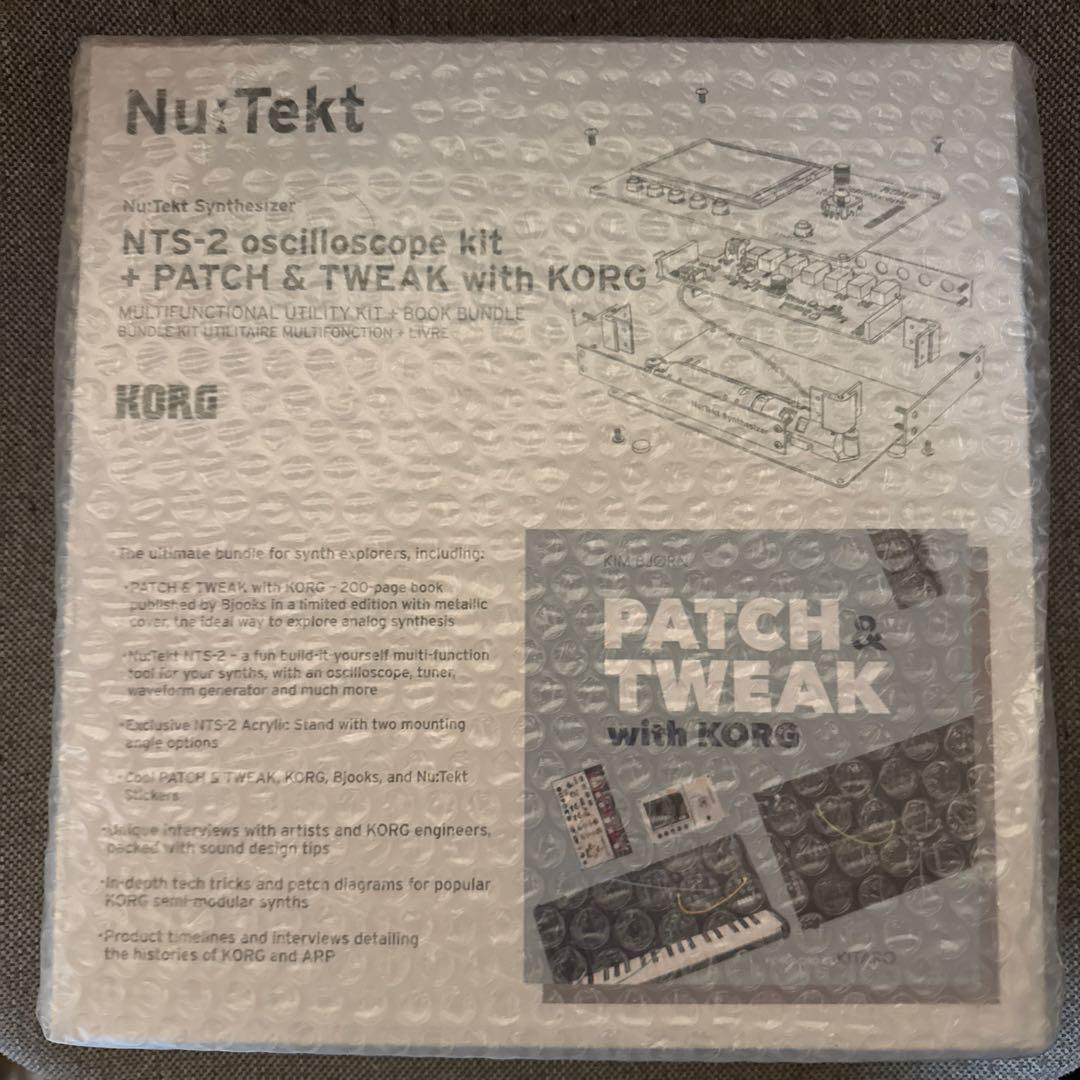 Nu:Tekt
Nu:Tekt Synthesizer
NTS-2 oscilloscope kit
+ PATCH & TWEAK with KORG
MULTIFUNCTIONAL UTILITY KIT + BOOK BUNDLE
BUNDLE KIT UTILITAIRE MULTIFONCTION + LIVRE
KORG
Nu:Tekt Synthesizer
•The ultimate bundle for synth explorers, including:
•PATCH & TWEAK with KORG – 200-page book
published by Bjooks in a limited edition with metallic
cover, the ideal way to explore analog synthesis
•Nu:Tekt NTS-2 – a fun build-it-yourself multi-function
tool for your synths, with an oscilloscope, tuner,
waveform generator and much more
•Exclusive NTS-2 Acrylic Stand with two mounting
angle options
•Cool PATCH & TWEAK, KORG, Bjooks, and Nu:Tekt
Stickers
•Unique interviews with artists and KORG engineers,
packed with sound design tips
•In-depth tech tricks and patch diagrams for popular
KORG semi-modular synths
•Product timelines and interviews detailing
the histories of KORG and ARP
KIM BJØRN
PATCH &
TWEAK
with KORG
KITARO